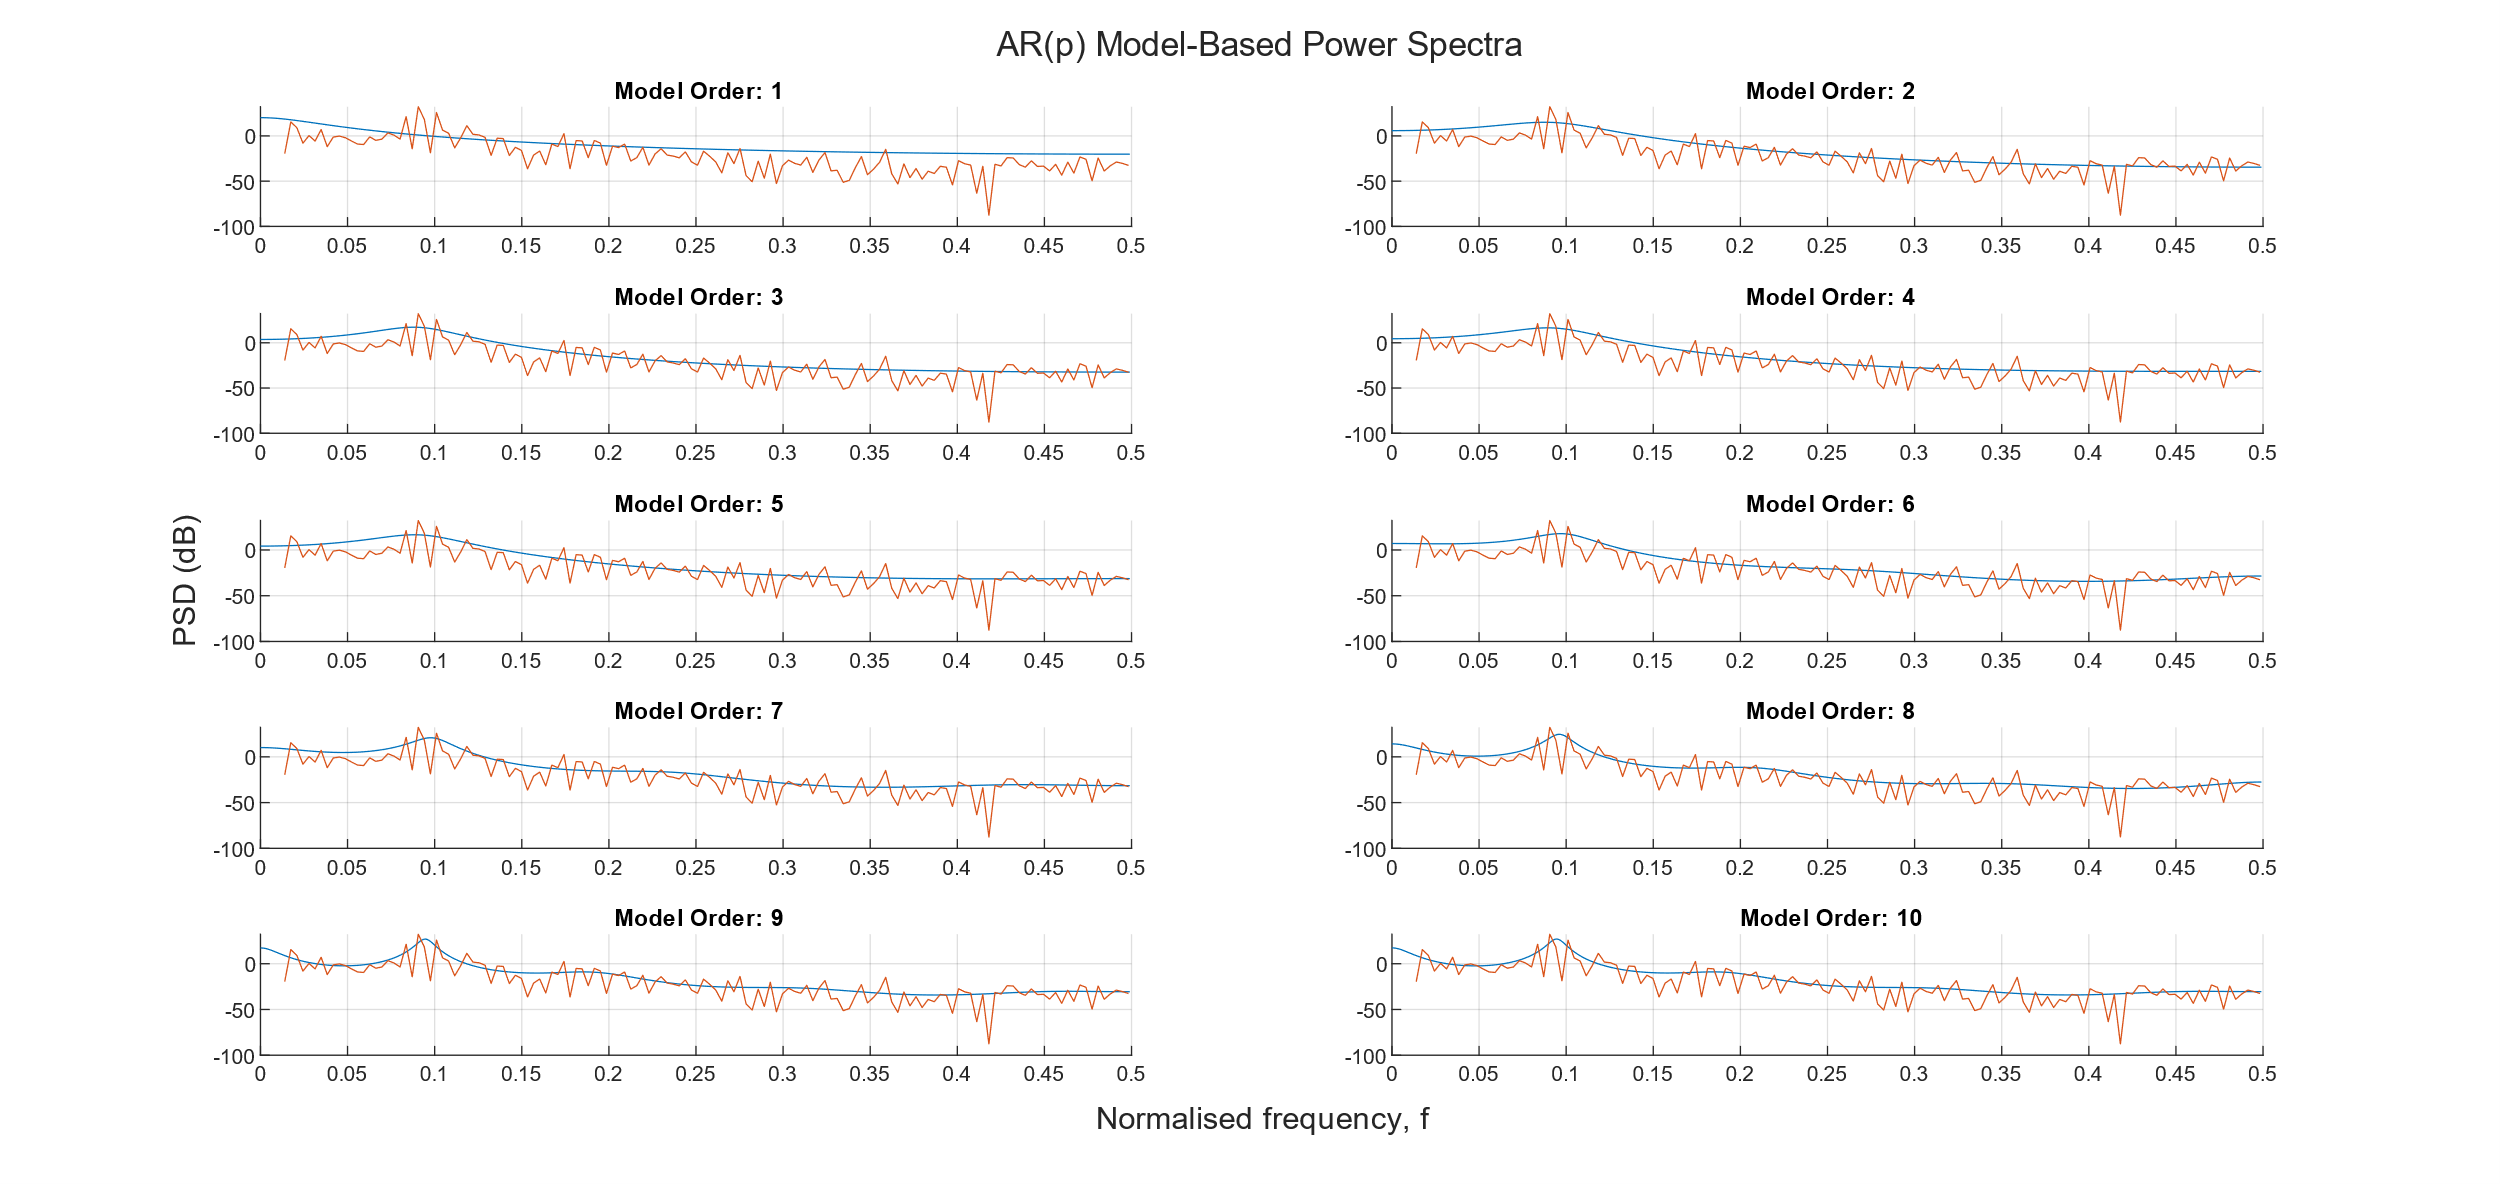 AR(p) Model-Based Power Spectra
Model Order: 1
0
-50
-100
0 0.05 0.1 0.15 0.2 0.25 0.3 0.35 0.4 0.45 0.5
Model Order: 2
0
-50
-100
0 0.05 0.1 0.15 0.2 0.25 0.3 0.35 0.4 0.45 0.5
Model Order: 3
0
-50
-100
0 0.05 0.1 0.15 0.2 0.25 0.3 0.35 0.4 0.45 0.5
Model Order: 4
0
-50
-100
0 0.05 0.1 0.15 0.2 0.25 0.3 0.35 0.4 0.45 0.5
PSD (dB)
Model Order: 5
0
-50
-100
0 0.05 0.1 0.15 0.2 0.25 0.3 0.35 0.4 0.45 0.5
Model Order: 6
0
-50
-100
0 0.05 0.1 0.15 0.2 0.25 0.3 0.35 0.4 0.45 0.5
Model Order: 7
0
-50
-100
0 0.05 0.1 0.15 0.2 0.25 0.3 0.35 0.4 0.45 0.5
Model Order: 8
0
-50
-100
0 0.05 0.1 0.15 0.2 0.25 0.3 0.35 0.4 0.45 0.5
Model Order: 9
0
-50
-100
0 0.05 0.1 0.15 0.2 0.25 0.3 0.35 0.4 0.45 0.5
Model Order: 10
0
-50
-100
0 0.05 0.1 0.15 0.2 0.25 0.3 0.35 0.4 0.45 0.5
Normalised frequency, f